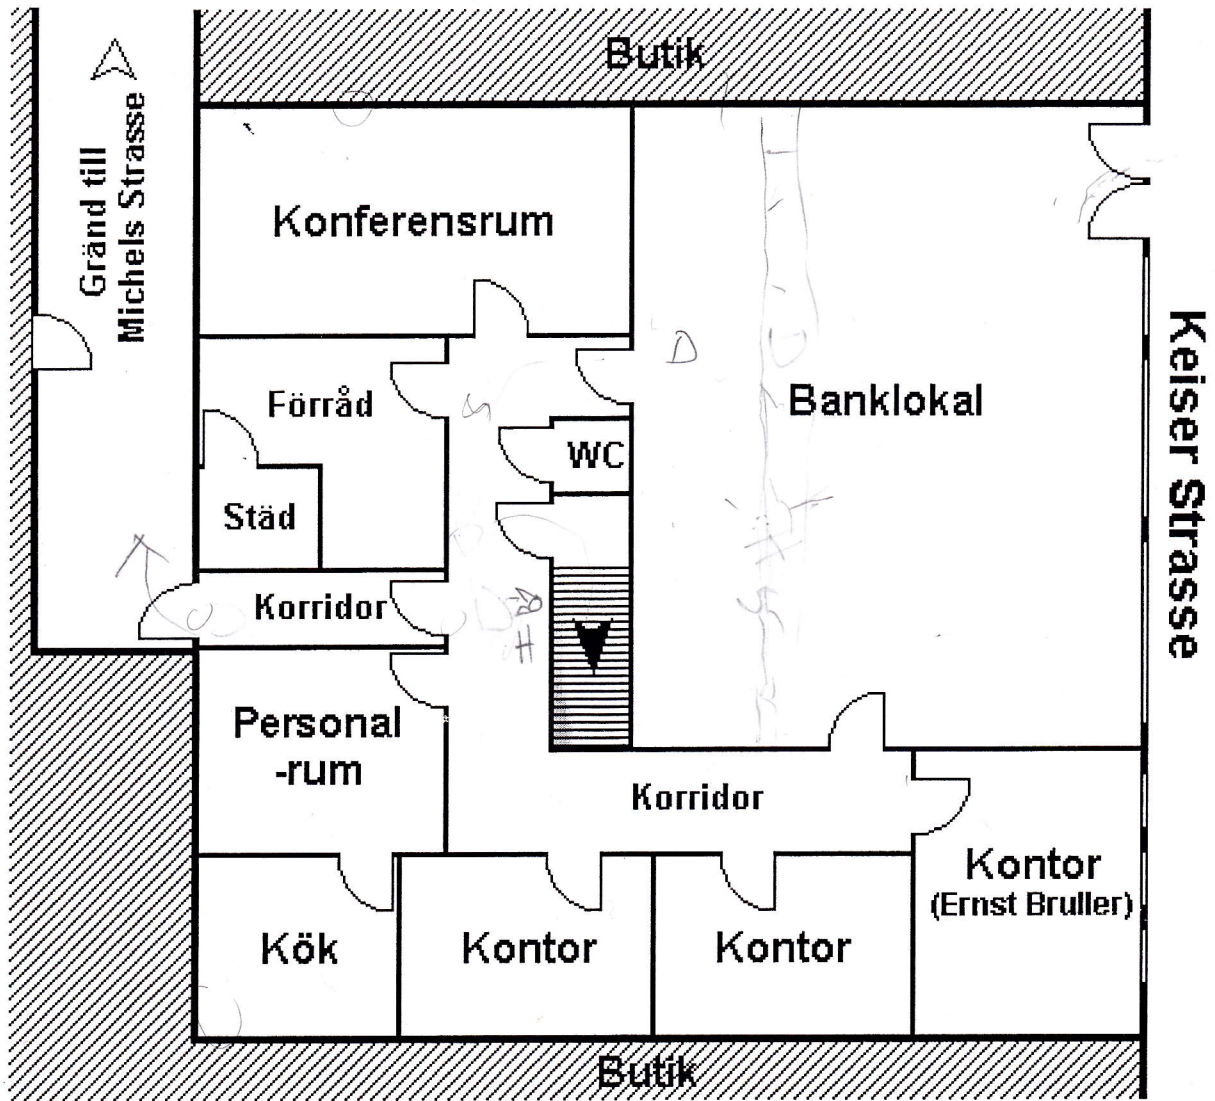 Butik
Gränd till
Michels Strasse
Konferensrum
Keiser Strasse
Banklokal
Förråd
WC
Städ
Korridor
Personal
-rum
Korridor
Kontor
(Ernst Bruller)
Kök
Kontor
Kontor
Butik